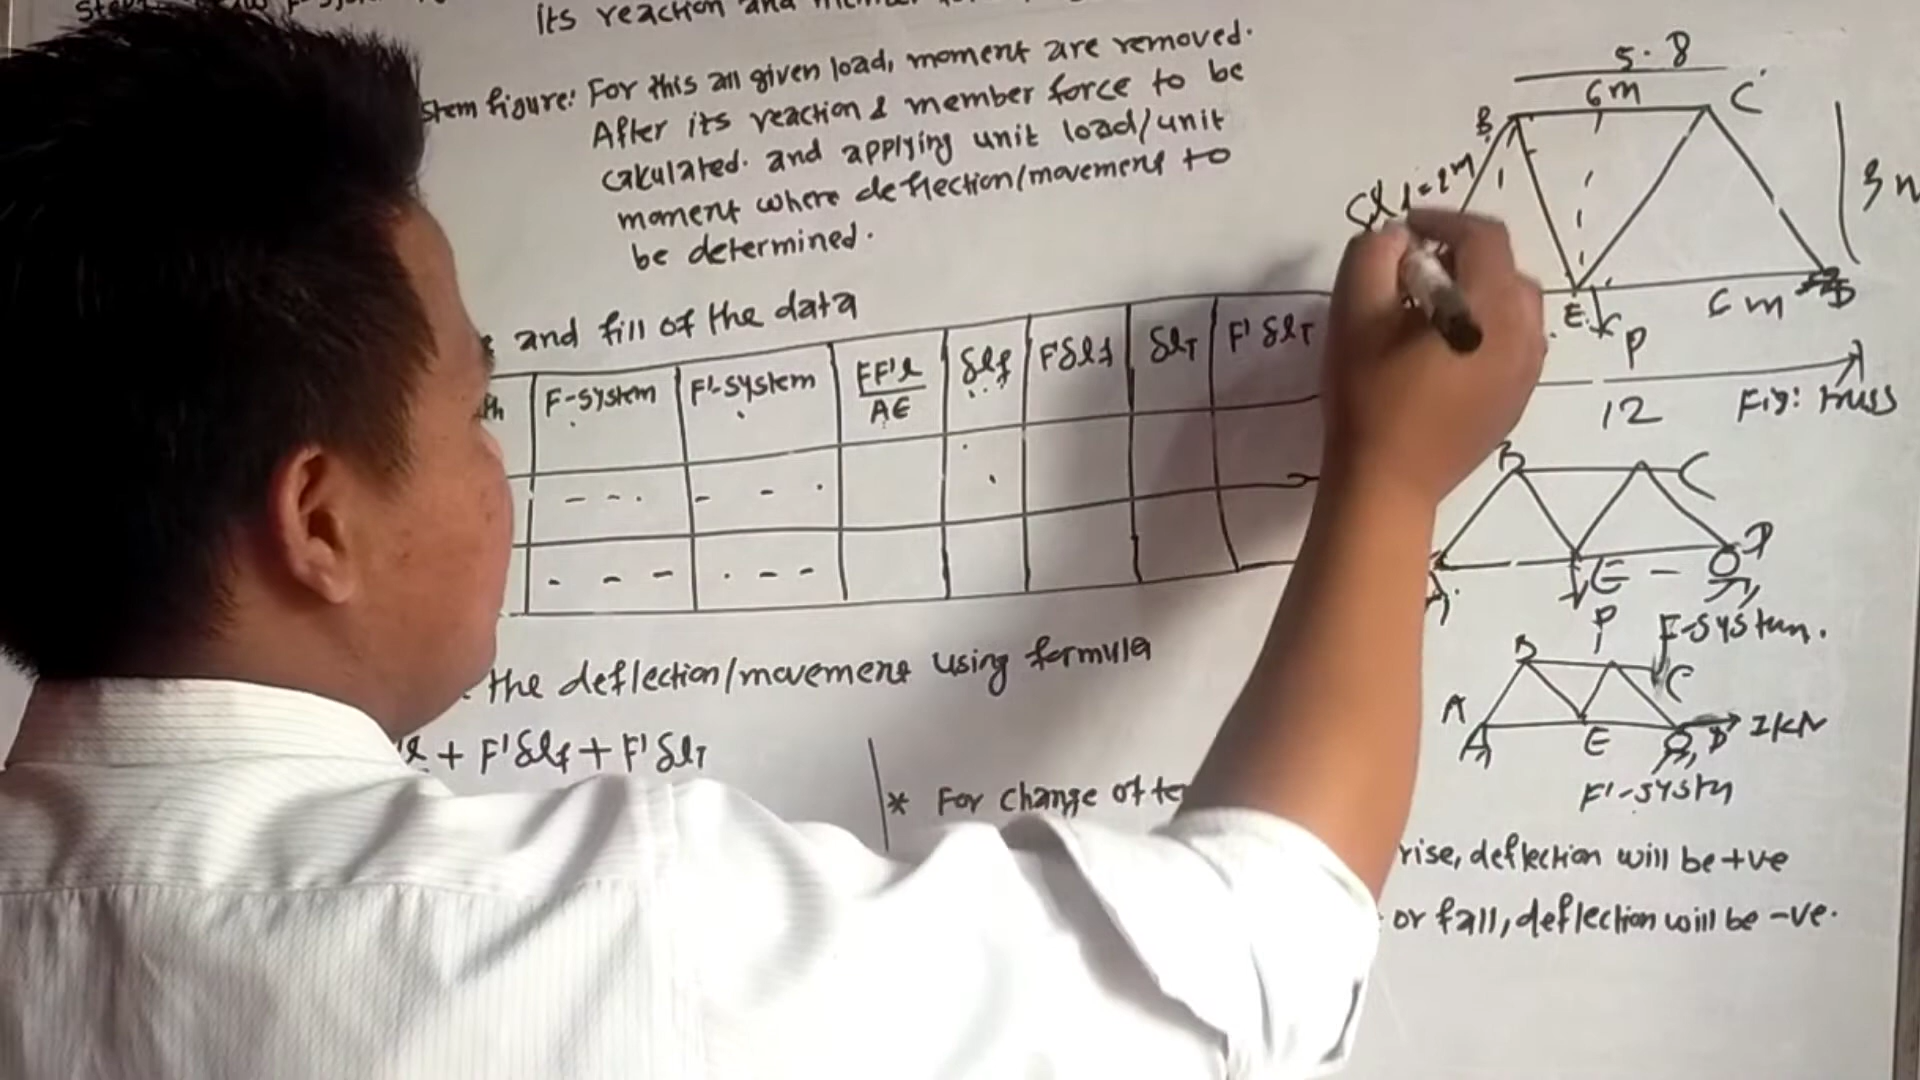 its reaction and
stem figure: For this all given load, moment are removed.
After its reaction & member force to be
calculated. and applying unit load/unit
moment where deflection/movement to
be determined.
and fill of the data
F-system F'-system FF'l/AE δlf F'δlf δlT F'δlT
the deflection/movement using formula
+ F'δlf + F'δlT
* For change of
rise, deflection will be +ve
or fall, deflection will be -ve.
5.8
6m
B C
3
E 6m D
P
12 Fig: truss
B C
A E D
P F-system.
B C
A E D 1KN
F'-system